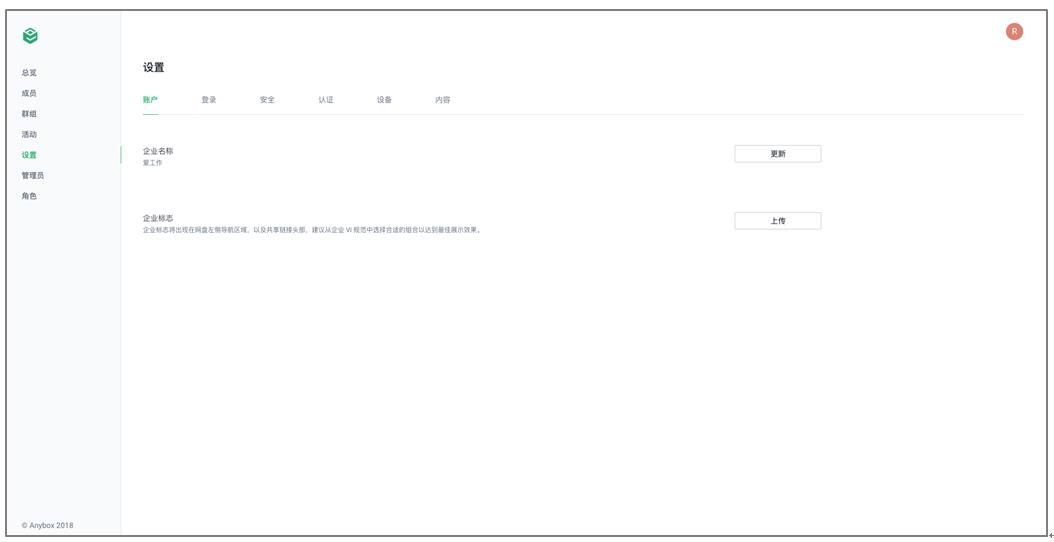 R
设置
总览
成员
群组
活动
设置
管理员
角色
账户 登录 安全 认证 设备 内容
企业名称
爱工作
更新
企业标志
企业标志将出现在网盘左侧导航区域，以及共享链接头部，建议从企业 VI 规范中选择合适的组合以达到最佳展示效果。
上传
© Anybox 2018